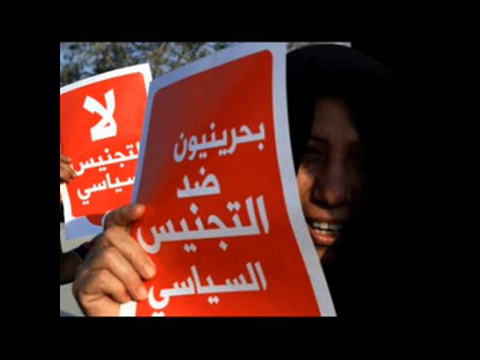 لا
التجنيس
السياسي
بحرينيون
ضد
التجنيس
السياسي